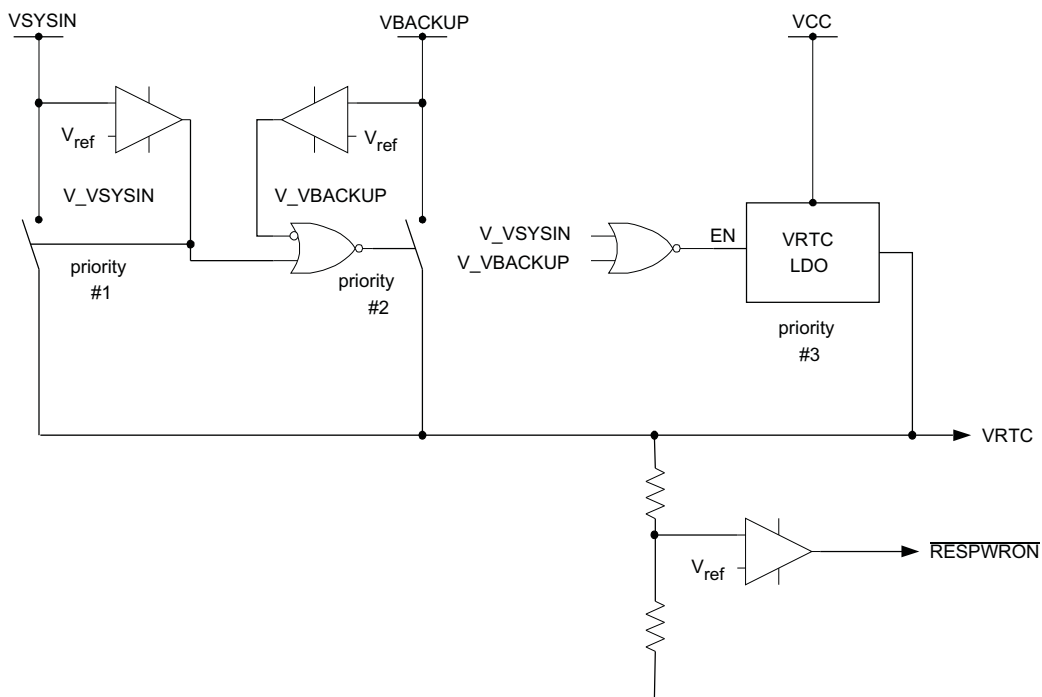 VSYSIN
VBACKUP
VCC
Vref
Vref
V_VSYSIN
V_VBACKUP
V_VSYSIN
V_VBACKUP
EN
VRTC
LDO
priority
#1
priority
#2
priority
#3
VRTC
Vref
RESPWRON